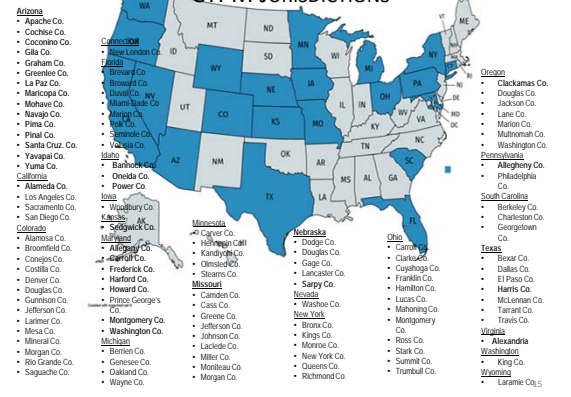 Arizona
• Apache Co.
• Cochise Co.
• Coconino Co.
• Gila Co.
• Graham Co.
• Greenlee Co.
• La Paz Co.
• Maricopa Co.
• Mohave Co.
• Navajo Co.
• Pima Co.
• Pinal Co.
• Santa Cruz. Co.
• Yavapai Co.
• Yuma Co.
California
• Alameda Co.
• Los Angeles Co.
• Sacramento Co.
• San Diego Co.
Colorado
• Alamosa Co.
• Broomfield Co.
• Conejos Co.
• Costilla Co.
• Denver Co.
• Douglas Co.
• Gunnison Co.
• Jefferson Co.
• Larimer Co.
• Mesa Co.
• Mineral Co.
• Morgan Co.
• Rio Grande Co.
• Saguache Co.
Connecticut
• New London Co.
Florida
• Brevard Co.
• Broward Co.
• Duval Co.
• Miami-Dade Co.
• Marion Co.
• Polk Co.
• Seminole Co.
• Volusia Co.
Idaho
• Bannock Co.
• Oneida Co.
• Power Co.
Iowa
• Woodbury Co.
Kansas
• Sedgwick Co.
Maryland
• Allegany Co.
• Carroll Co.
• Frederick Co.
• Harford Co.
• Howard Co.
• Prince George's
Co.
• Montgomery Co.
• Washington Co.
Michigan
• Berrien Co.
• Genesee Co.
• Oakland Co.
• Wayne Co.
Minnesota
• Carver Co.
• Hennepin Co.
• Kandiyohi Co.
• Olmsted Co.
• Stearns Co.
Missouri
• Camden Co.
• Cass Co.
• Greene Co.
• Jefferson Co.
• Johnson Co.
• Laclede Co.
• Miller Co.
• Moniteau Co.
• Morgan Co.
Nebraska
• Dodge Co.
• Douglas Co.
• Gage Co.
• Lancaster Co.
• Sarpy Co.
Nevada
• Washoe Co.
New York
• Bronx Co.
• Kings Co.
• Monroe Co.
• New York Co.
• Queens Co.
• Richmond Co.
Ohio
• Carroll Co.
• Clarke Co.
• Cuyahoga Co.
• Franklin Co.
• Hamilton Co.
• Lucas Co.
• Mahoning Co.
• Montgomery
Co.
• Ross Co.
• Stark Co.
• Summit Co.
• Trumbull Co.
Oregon
• Clackamas Co.
• Douglas Co.
• Jackson Co.
• Lane Co.
• Marion Co.
• Multnomah Co.
• Washington Co.
Pennsylvania
• Allegheny Co.
• Philadelphia
Co.
South Carolina
• Berkeley Co.
• Charleston Co.
• Georgetown
Co.
Texas
• Bexar Co.
• Dallas Co.
• El Paso Co.
• Harris Co.
• McLennan Co.
• Tarrant Co.
• Travis Co.
Virginia
• Alexandria
Washington
• King Co.
Wyoming
• Laramie Co.
15
WA
MT
ND
MN
ID
SD
WI
WY
MI
NY
VT
ME
NV
UT
NE
IA
IL
IN
OH
PA
CO
KS
MO
KY
WV
VA
NJ
DE
MD
DC
RI
AZ
NM
OK
AR
TN
NC
SC
MS
AL
GA
LA
TX
FL
AK
HI